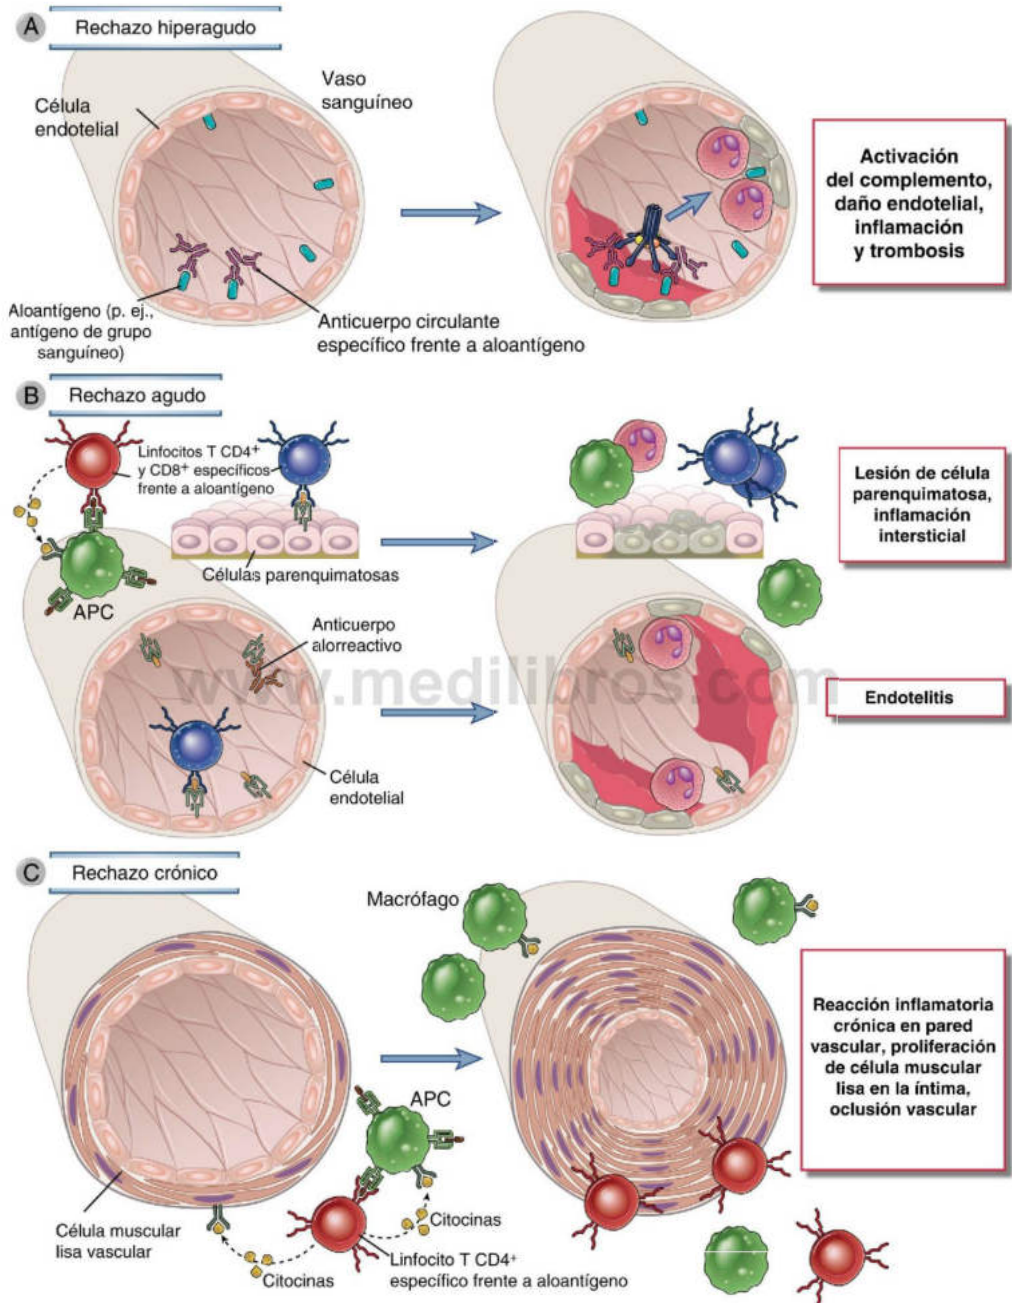 A
Rechazo hiperagudo
Célula
endotelial
Vaso
sanguíneo
Aloantígeno (p. ej.,
antígeno de grupo
sanguíneo)
Anticuerpo circulante
específico frente a aloantígeno
Activación
del complemento,
daño endotelial,
inflamación
y trombosis
B
Rechazo agudo
Linfocitos T CD4+
y CD8+ específicos
frente a aloantígeno
APC
Células parenquimatosas
Lesión de célula
parenquimatosa,
inflamación
intersticial
Anticuerpo
alorreactivo
www.medilibros.com
Célula
endotelial
Endotelitis
C
Rechazo crónico
Macrófago
APC
Célula muscular
lisa vascular
Citocinas
Citocinas
Linfocito T CD4+
específico frente a aloantígeno
Reacción inflamatoria
crónica en pared
vascular, proliferación
de célula muscular
lisa en la íntima,
oclusión vascular